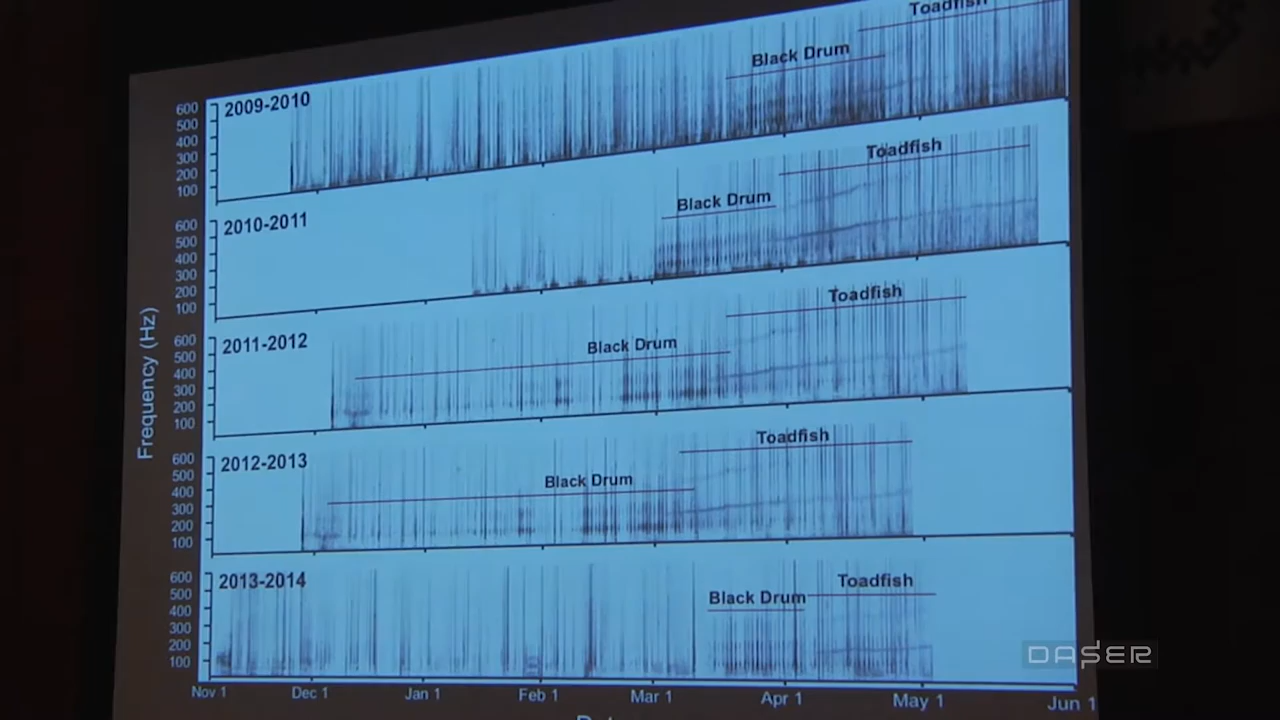 Toadfish
Black Drum
2009-2010
600
500
400
300
200
100
Toadfish
Black Drum
2010-2011
600
500
400
300
200
100
Toadfish
Black Drum
2011-2012
600
500
400
300
200
100
Toadfish
Black Drum
2012-2013
600
500
400
300
200
100
Toadfish
Black Drum
2013-2014
600
500
400
300
200
100
Frequency (Hz)
Nov 1 Dec 1 Jan 1 Feb 1 Mar 1 Apr 1 May 1 Jun 1
DASER